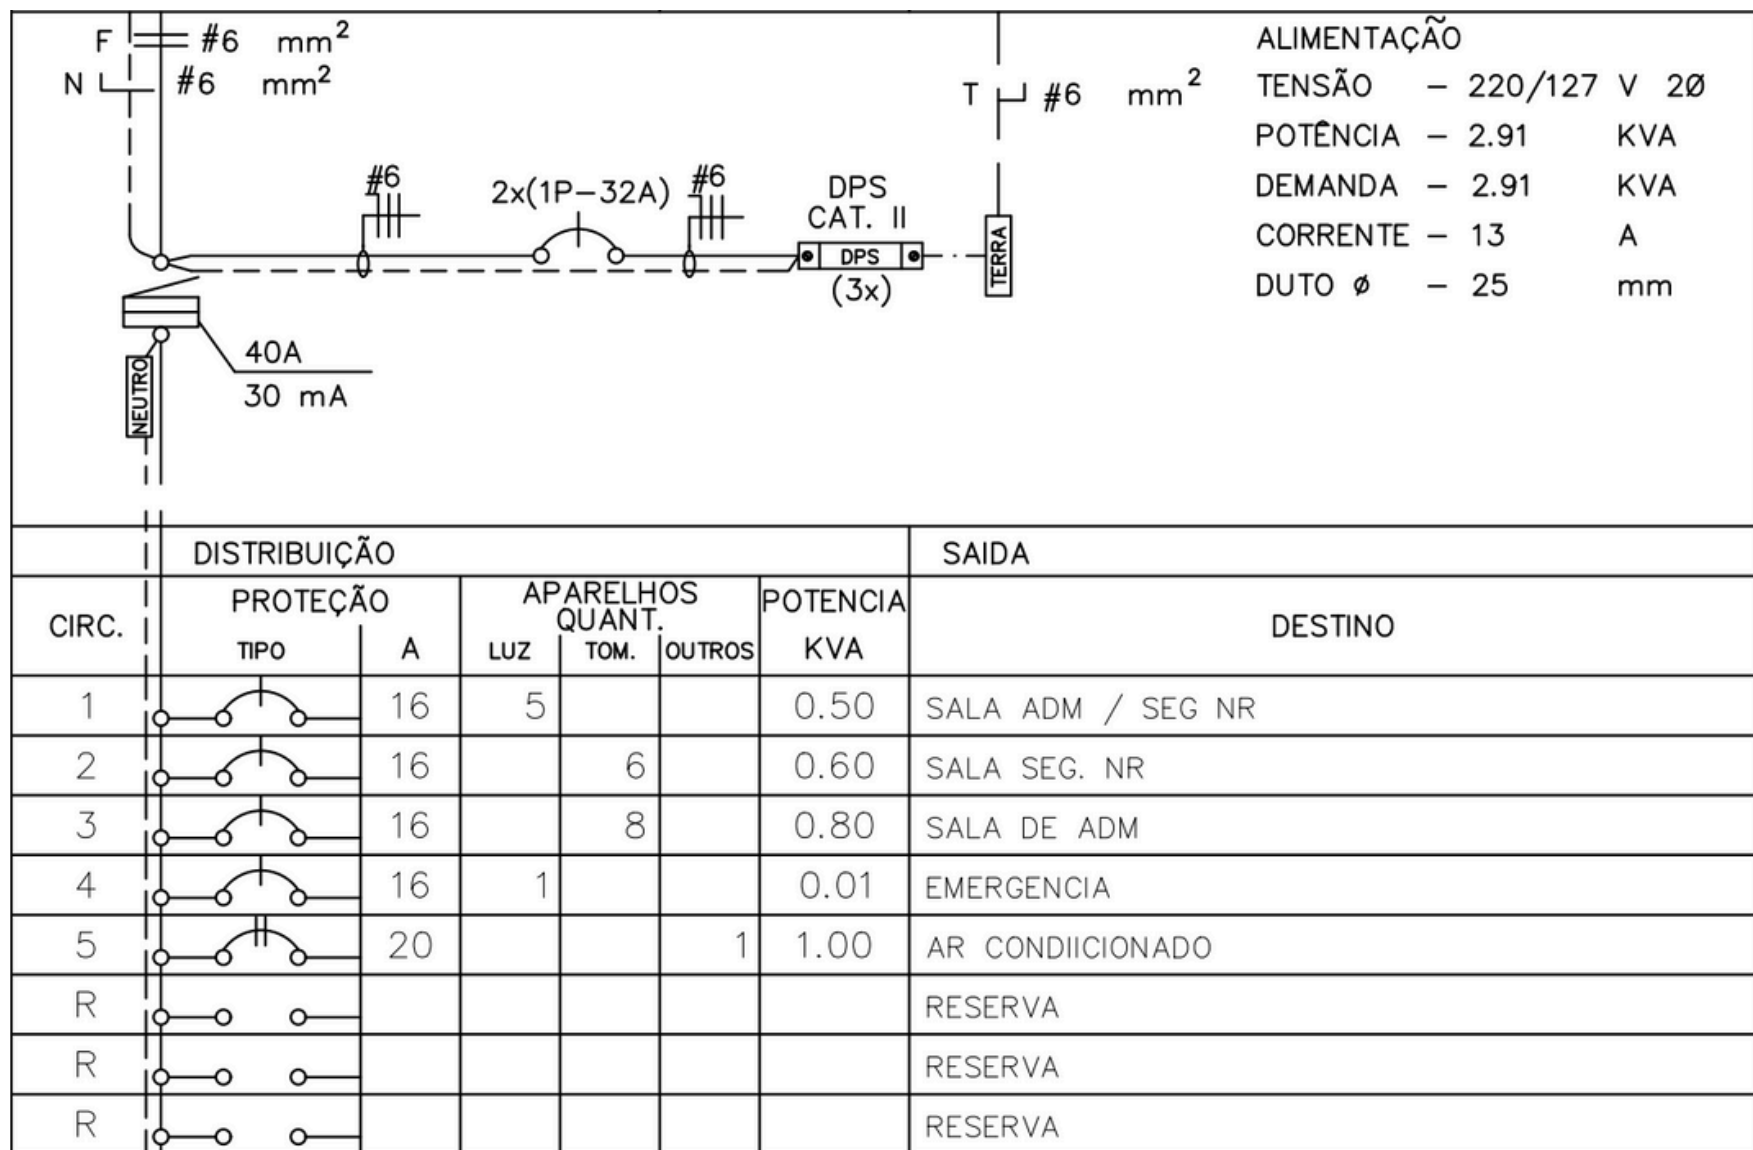 F #6 mm²
N #6 mm²
T #6 mm²
#6
2x(1P-32A)
#6
DPS
CAT. II
DPS
(3x)
TERRA
40A
30 mA
NEUTRO
ALIMENTAÇÃO
TENSÃO - 220/127 V 2Ø
POTÊNCIA - 2.91 KVA
DEMANDA - 2.91 KVA
CORRENTE - 13 A
DUTO ø - 25 mm
DISTRIBUIÇÃO SAIDA
CIRC. PROTEÇÃO APARELHOS QUANT. POTENCIA KVA DESTINO
TIPO A LUZ TOM. OUTROS
1 16 5 0.50 SALA ADM / SEG NR
2 16 6 0.60 SALA SEG. NR
3 16 8 0.80 SALA DE ADM
4 16 1 0.01 EMERGENCIA
5 20 1 1.00 AR CONDIICIONADO
R RESERVA
R RESERVA
R RESERVA